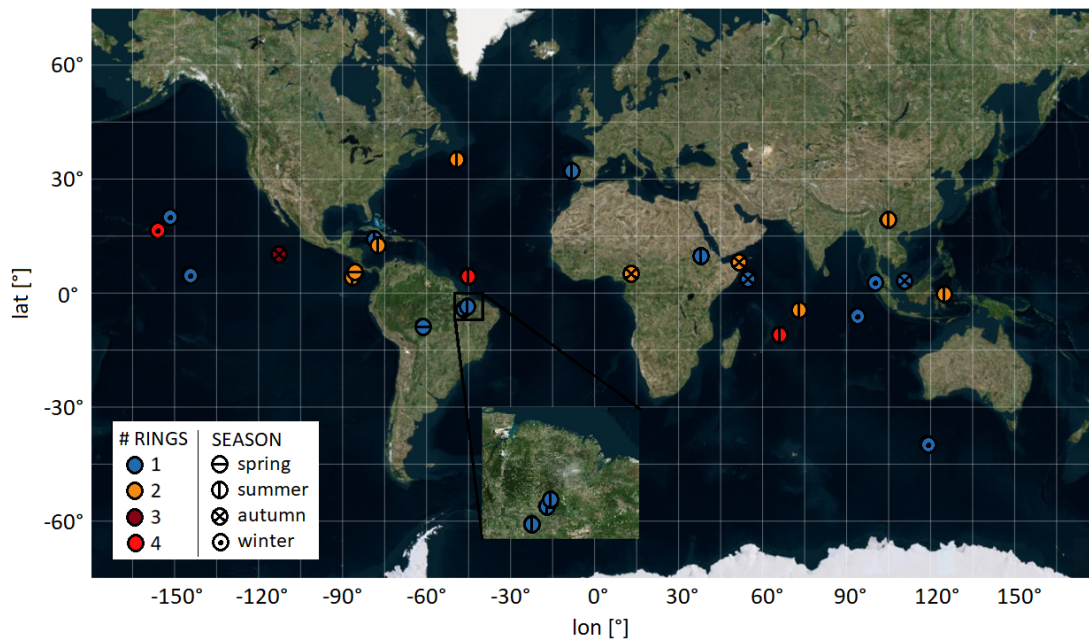 60°
30°
0°
-30°
-60°
lat [°]
# RINGS
1
2
3
4
SEASON
spring
summer
autumn
winter
-150° -120° -90° -60° -30° 0° 30° 60° 90° 120° 150°
lon [°]